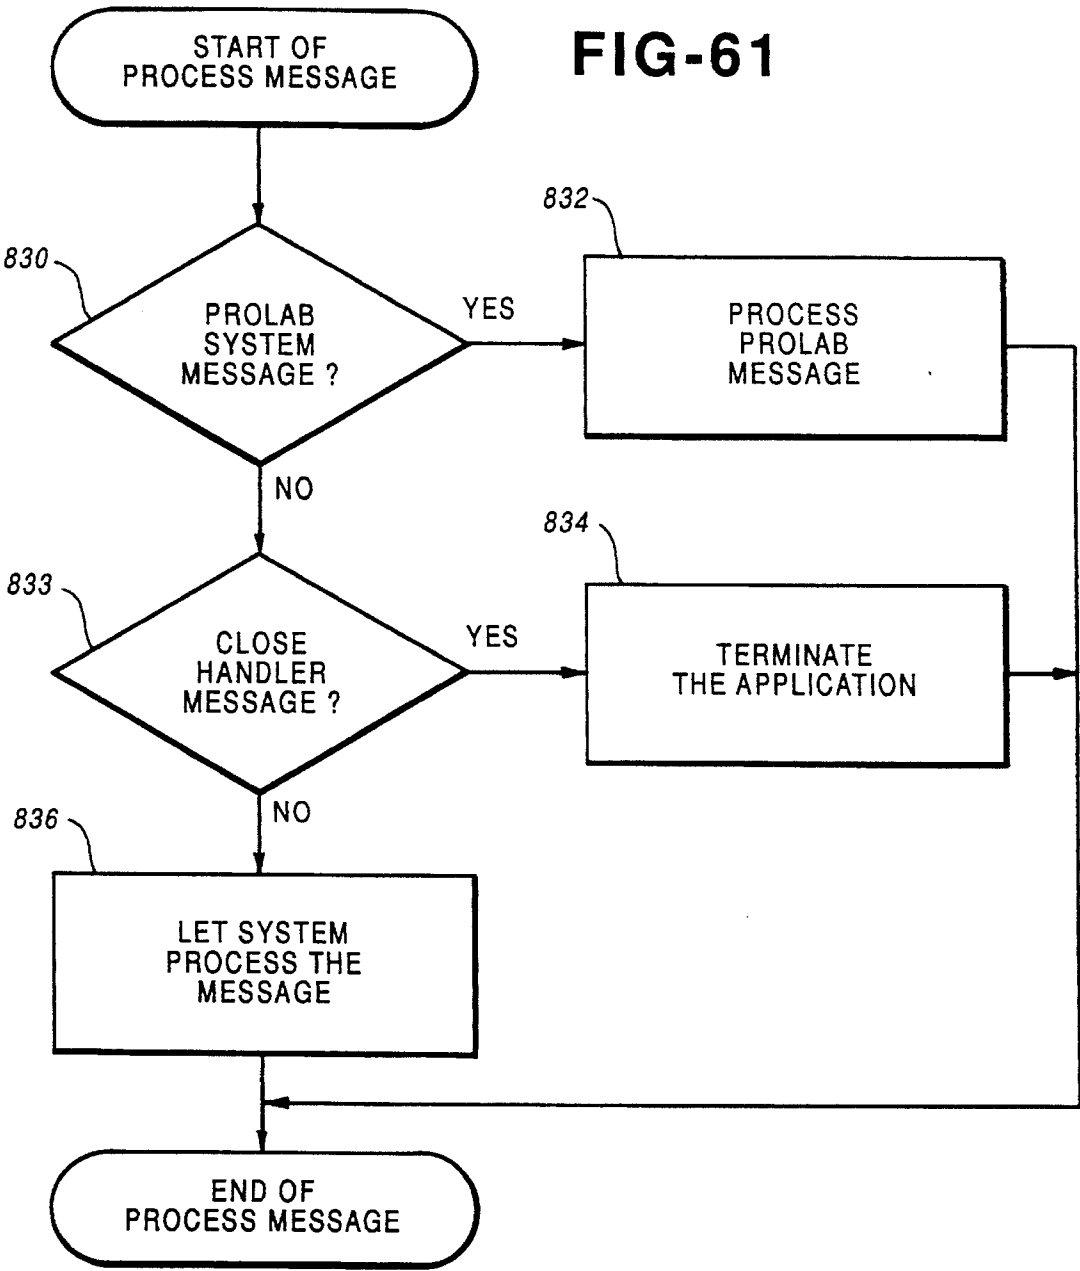 START OF
PROCESS MESSAGE
FIG-61
832
830
PROLAB
SYSTEM
MESSAGE ?
YES
PROCESS
PROLAB
MESSAGE
NO
834
833
CLOSE
HANDLER
MESSAGE ?
YES
TERMINATE
THE APPLICATION
NO
836
LET SYSTEM
PROCESS THE
MESSAGE
END OF
PROCESS MESSAGE